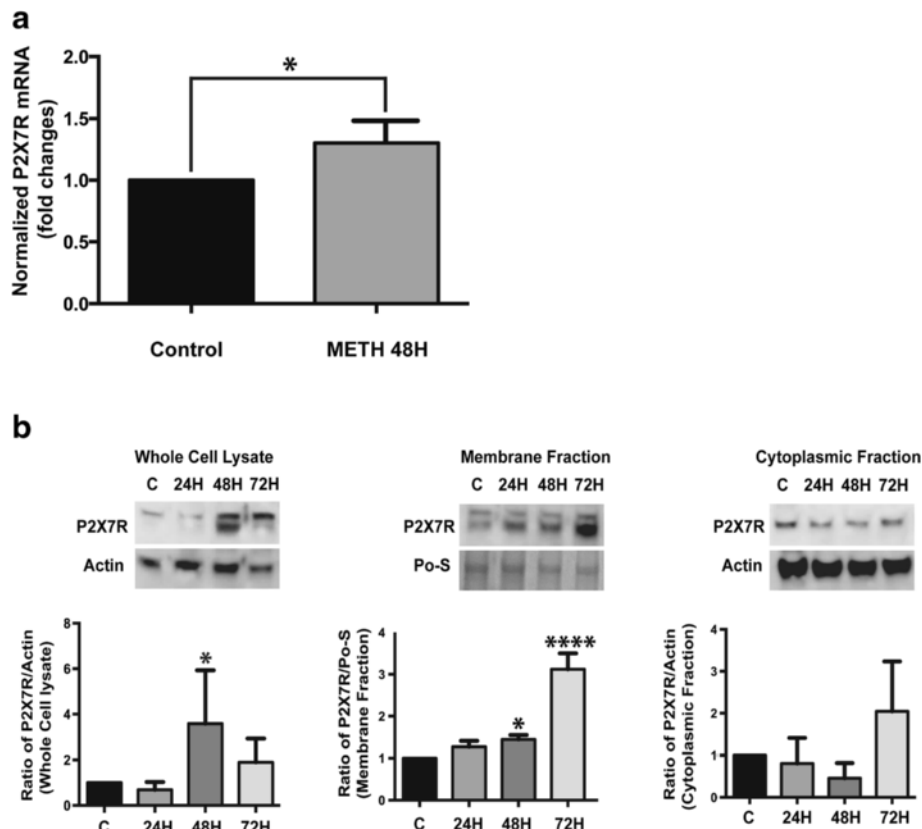 a
Normalized P2X7R mRNA
(fold changes)
2.0
1.5
1.0
0.5
0.0
*
Control METH 48H
b
Whole Cell Lysate
C 24H 48H 72H
P2X7R
Actin
Ratio of P2X7R/Actin
(Whole Cell lysate)
8
6
4
2
0
*
C 24H 48H 72H
Membrane Fraction
C 24H 48H 72H
P2X7R
Po-S
Ratio of P2X7R/Po-S
(Membrane Fraction)
4
3
2
1
0
*
****
C 24H 48H 72H
Cytoplasmic Fraction
C 24H 48H 72H
P2X7R
Actin
Ratio of P2X7R/Actin
(Cytoplasmic Fraction)
4
3
2
1
0
C 24H 48H 72H